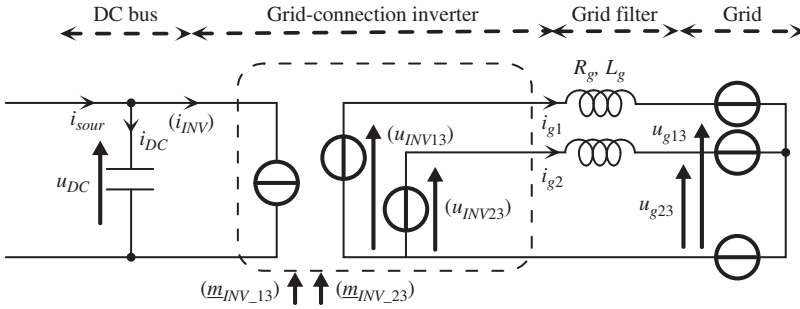 DC bus
Grid-connection inverter
Grid filter
Grid
R_g, L_g
i_sour
(i_INV)
i_DC
u_DC
(u_INV13)
(u_INV23)
i_g1
i_g2
u_g13
u_g23
(m_INV_13)
(m_INV_23)